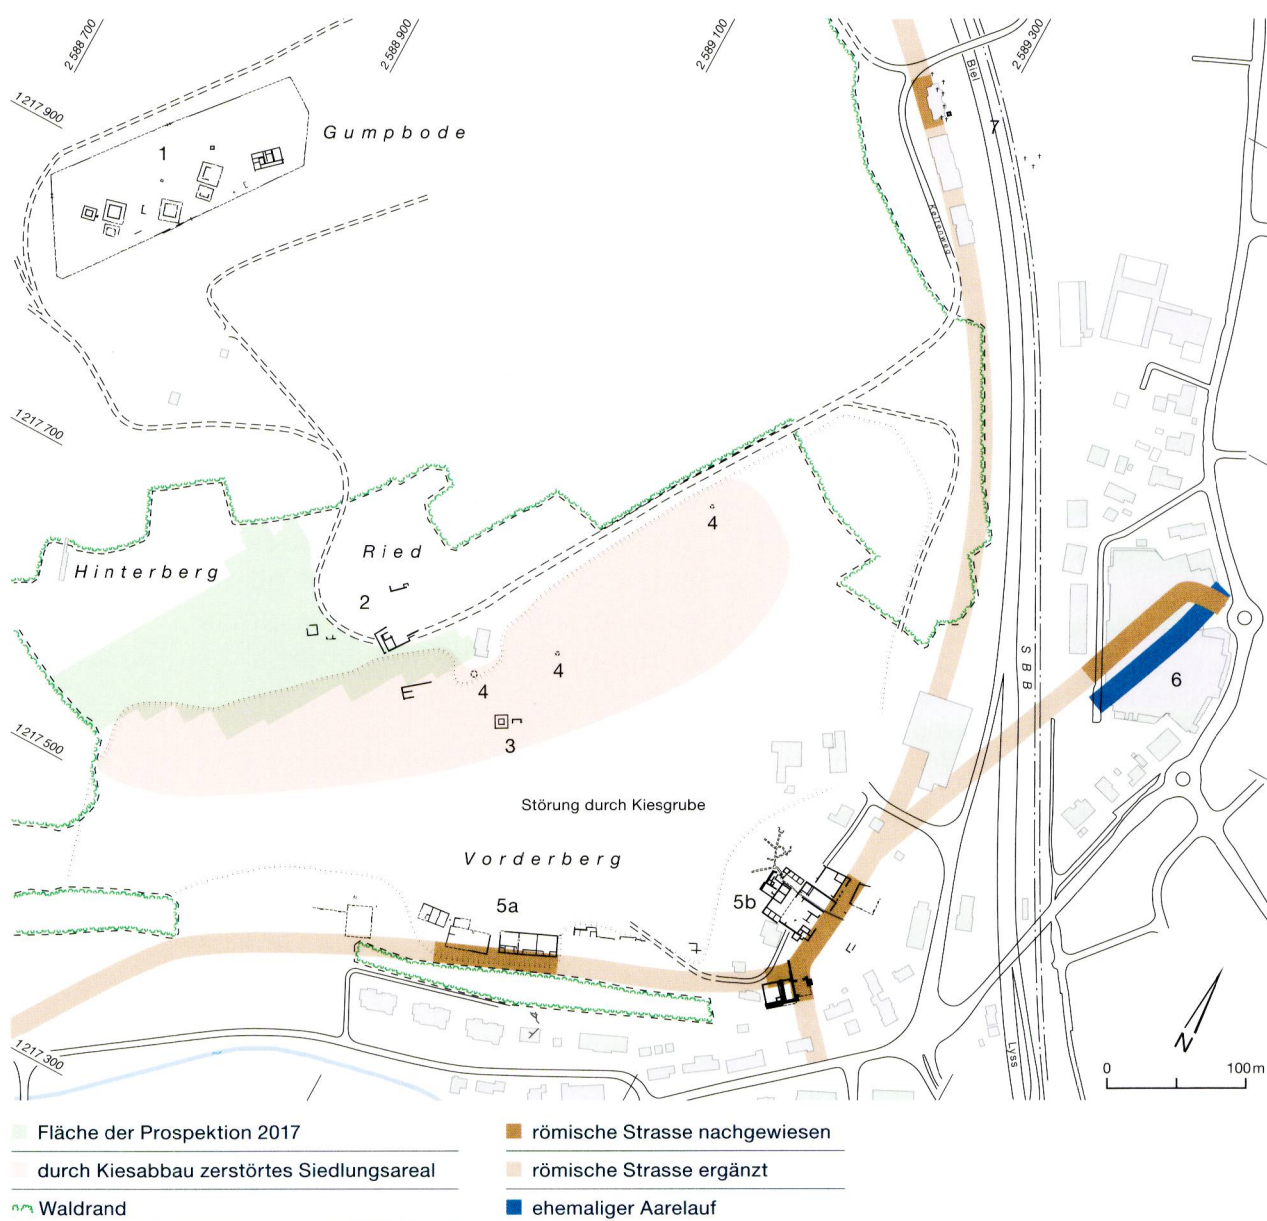 2 588 700
2 588 900
2 589 100
2 589 300
1 217 900
Gumpbode
Biel
1
7
Keltenweg
1 217 700
4
Ried
Hinterberg
2
4
4
SBB
6
3
1 217 500
Störung durch Kiesgrube
Vorderberg
5a
5b
1 217 300
Lyss
N
0 100 m
Fläche der Prospektion 2017
durch Kiesabbau zerstörtes Siedlungsareal
Waldrand
römische Strasse nachgewiesen
römische Strasse ergänzt
ehemaliger Aarelauf